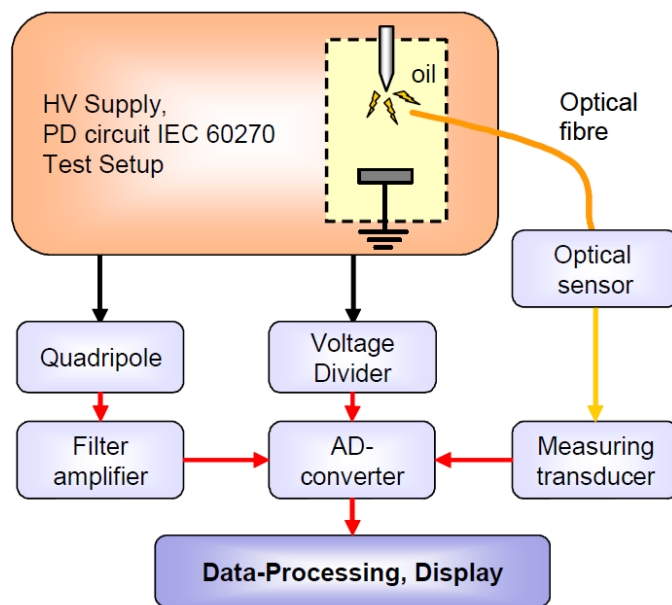 HV Supply,
PD circuit IEC 60270
Test Setup
oil
Optical
fibre
Optical
sensor
Quadripole
Voltage
Divider
Filter
amplifier
AD-
converter
Measuring
transducer
Data-Processing, Display